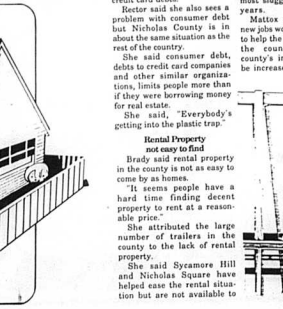 credit card debts.
Rector said she also sees a
problem with consumer debt
but Nicholas County is in
about the same situation as the
rest of the country.
She said consumer debt,
debts to credit card companies
and other similar organiza-
tions, limits people more than
if they were borrowing money
for real estate.
She said, "Everybody's
getting into the plastic trap."
Rental Property
not easy to find
Brady said rental property
in the county is not as easy to
come by as homes.
"It seems people have a
hard time finding decent
property to rent at a reason-
able price."
She attributed the large
number of trailers in the
county to the lack of rental
property.
She said Sycamore Hill
and Nicholas Square have
helped ease the rental situa-
tion but are not available to
most
years.
Mattox
new jobs wo
to help the
the coun
county's i
be increas